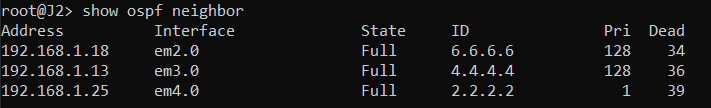 root@J2> show ospf neighbor
Address          Interface              State     ID               Pri  Dead
192.168.1.18     em2.0                  Full      6.6.6.6          128    34
192.168.1.13     em3.0                  Full      4.4.4.4          128    36
192.168.1.25     em4.0                  Full      2.2.2.2            1    39